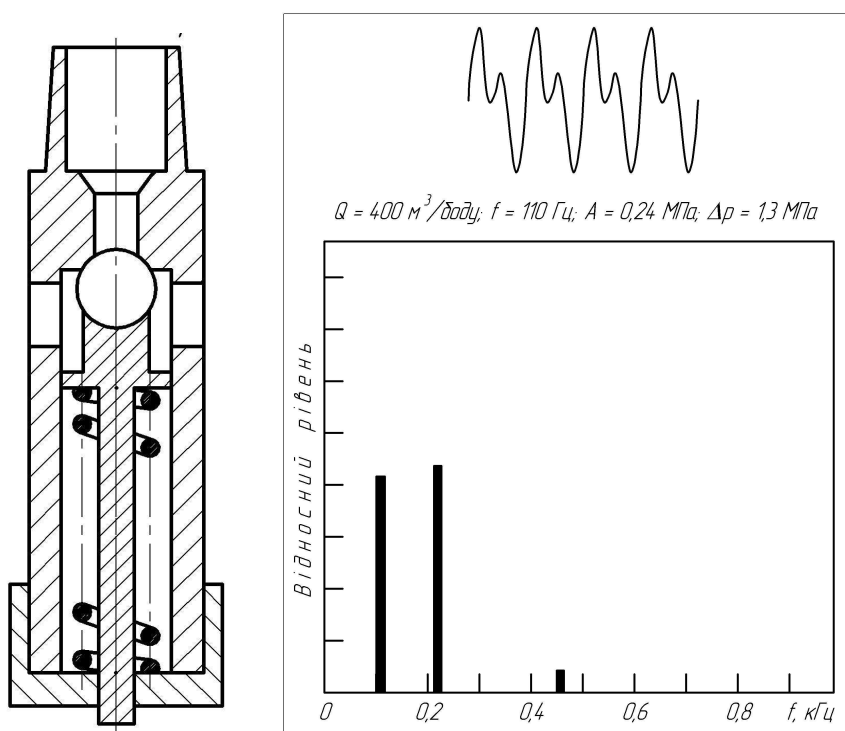 Q = 400 м³/доду; f = 110 Гц; A = 0,24 МПа; Δp = 1,3 МПа
Відносний рівень
0 0,2 0,4 0,6 0,8 f, кГц